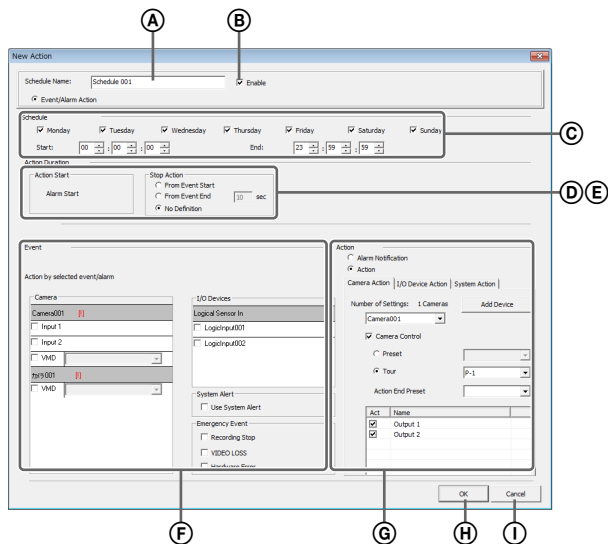 A B
New Action
Schedule Name: Schedule 001 Enable
Event/Alarm Action
Schedule
Monday Tuesday Wednesday Thursday Friday Saturday Sunday
C
Start: 00 : 00 : 00 End: 23 : 59 : 59
Action Duration
Action Start Stop Action
From Event Start
D E
Alarm Start From Event End 10 sec
No Definition
Event Action
Alarm Notification
Action
Action by selected event/alarm
Camera Action I/O Device Action System Action
Camera I/O Devices
Number of Settings: 1 Cameras Add Device
Camera001 [!] Logical Sensor In
Camera001
Input 1 LogicInput001
Camera Control
Input 2 LogicInput002
Preset
VMD
Tour P-1
カメラ001 [!]
VMD
System Alert
Action End Preset
Use System Alert
Act Name
Emergency Event
Output 1
Recording Stop
Output 2
VIDEO LOSS
Hardware Error
OK Cancel
F G H I